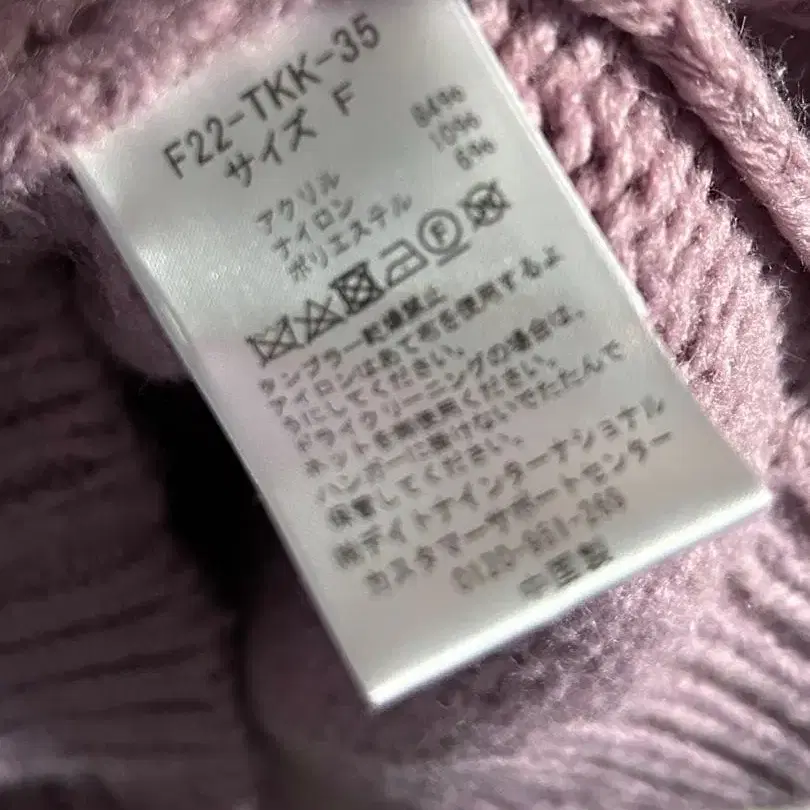 F22-TKK-35
サイズ F
アクリル 84%
ナイロン 10%
ポリエステル 6%
タンブラー乾燥禁止
アイロンはあて布を使用するよ
うにしてください。
ドライクリーニングの場合は、
ネットを御使用ください。
ハンガーに掛けないでたたんで
保管してください。
㈱デイトナインターナショナル
カスタマーサポートセンター
中国製